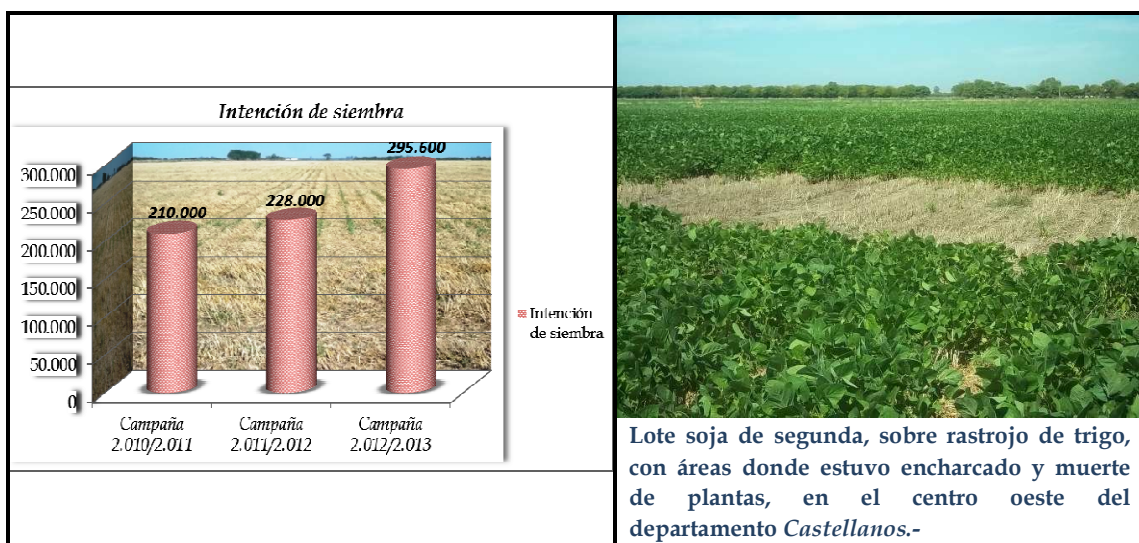 Intención de siembra
300.000
250.000
200.000
150.000
100.000
50.000
0
210.000
228.000
295.600
Campaña
2.010/2.011
Campaña
2.011/2.012
Campaña
2.012/2.013
Intención
de siembra
Lote soja de segunda, sobre rastrojo de trigo,
con áreas donde estuvo encharcado y muerte
de plantas, en el centro oeste del
departamento Castellanos.-